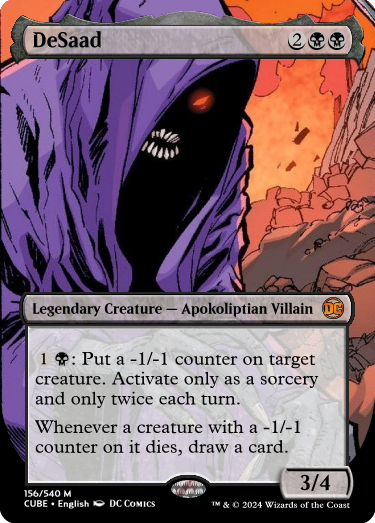 DeSaad 2
Legendary Creature — Apokoliptian Villain DC
1 : Put a -1/-1 counter on target
creature. Activate only as a sorcery
and only twice each turn.
Whenever a creature with a -1/-1
counter on it dies, draw a card.
3/4
156/540 M
CUBE • English DC COMICS
™ & © 2024 Wizards of the Coast